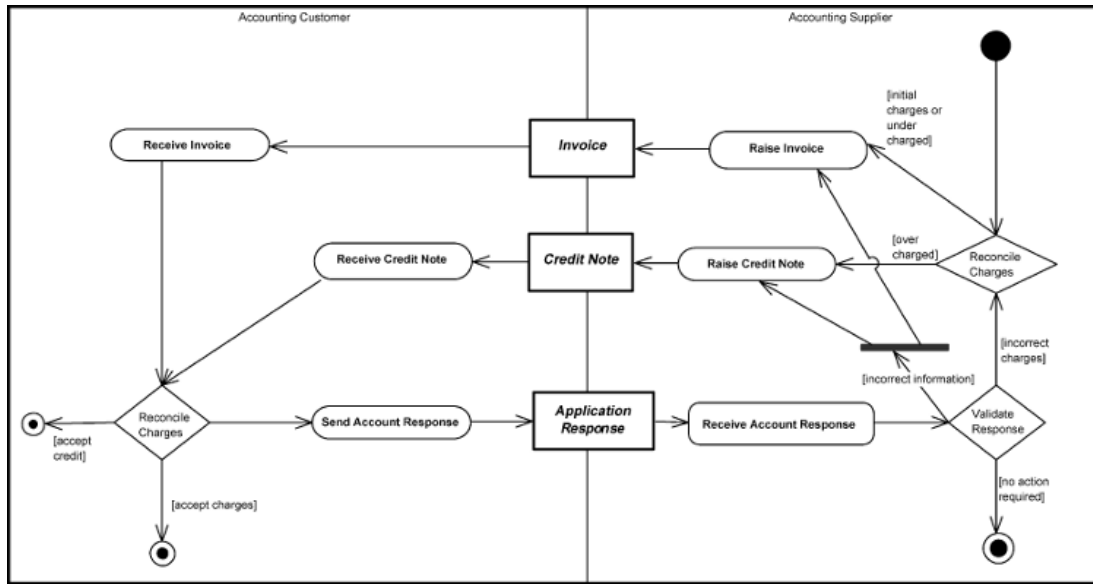 Accounting Customer
Accounting Supplier
[initial
charges or
under
charged]
Receive Invoice
Invoice
Raise Invoice
Receive Credit Note
Credit Note
Raise Credit Note
[over
charged]
Reconcile
Charges
[incorrect
charges]
[incorrect information]
Reconcile
Charges
Send Account Response
Application
Response
Receive Account Response
Validate
Response
[accept
credit]
[accept charges]
[no action
required]